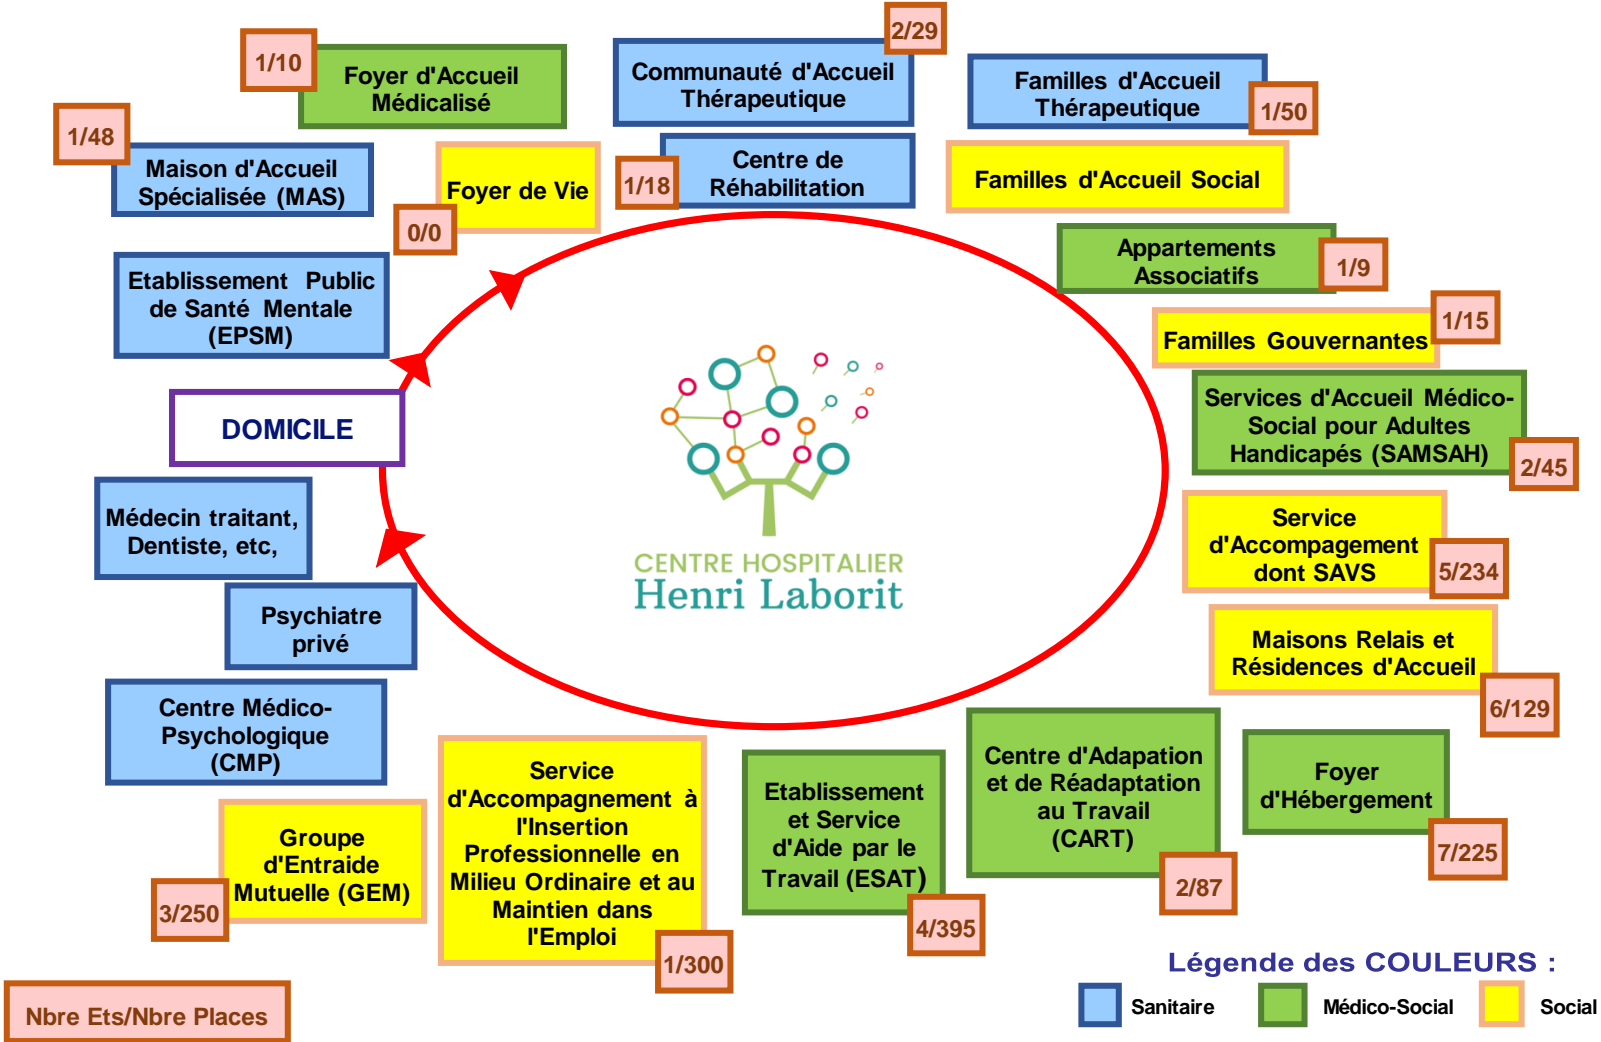 2/29
1/10
Foyer d'Accueil
Médicalisé
Communauté d'Accueil
Thérapeutique
Familles d'Accueil
Thérapeutique
1/50
1/48
Maison d'Accueil
Spécialisée (MAS)
Foyer de Vie
0/0
Centre de
Réhabilitation
1/18
Familles d'Accueil Social
Appartements
Associatifs
1/9
Etablissement Public
de Santé Mentale
(EPSM)
Familles Gouvernantes
1/15
DOMICILE
Services d'Accueil Médico-
Social pour Adultes
Handicapés (SAMSAH)
2/45
Médecin traitant,
Dentiste, etc,
Service
d'Accompagement
dont SAVS
5/234
CENTRE HOSPITALIER
Henri Laborit
Psychiatre
privé
Maisons Relais et
Résidences d'Accueil
6/129
Centre Médico-
Psychologique
(CMP)
Service
d'Accompagnement à
l'Insertion
Professionnelle en
Milieu Ordinaire et au
Maintien dans
l'Emploi
1/300
Etablissement
et Service
d'Aide par le
Travail (ESAT)
4/395
Centre d'Adapation
et de Réadaptation
au Travail
(CART)
2/87
Foyer
d'Hébergement
7/225
Groupe
d'Entraide
Mutuelle (GEM)
3/250
Légende des COULEURS :
Sanitaire
Médico-Social
Social
Nbre Ets/Nbre Places